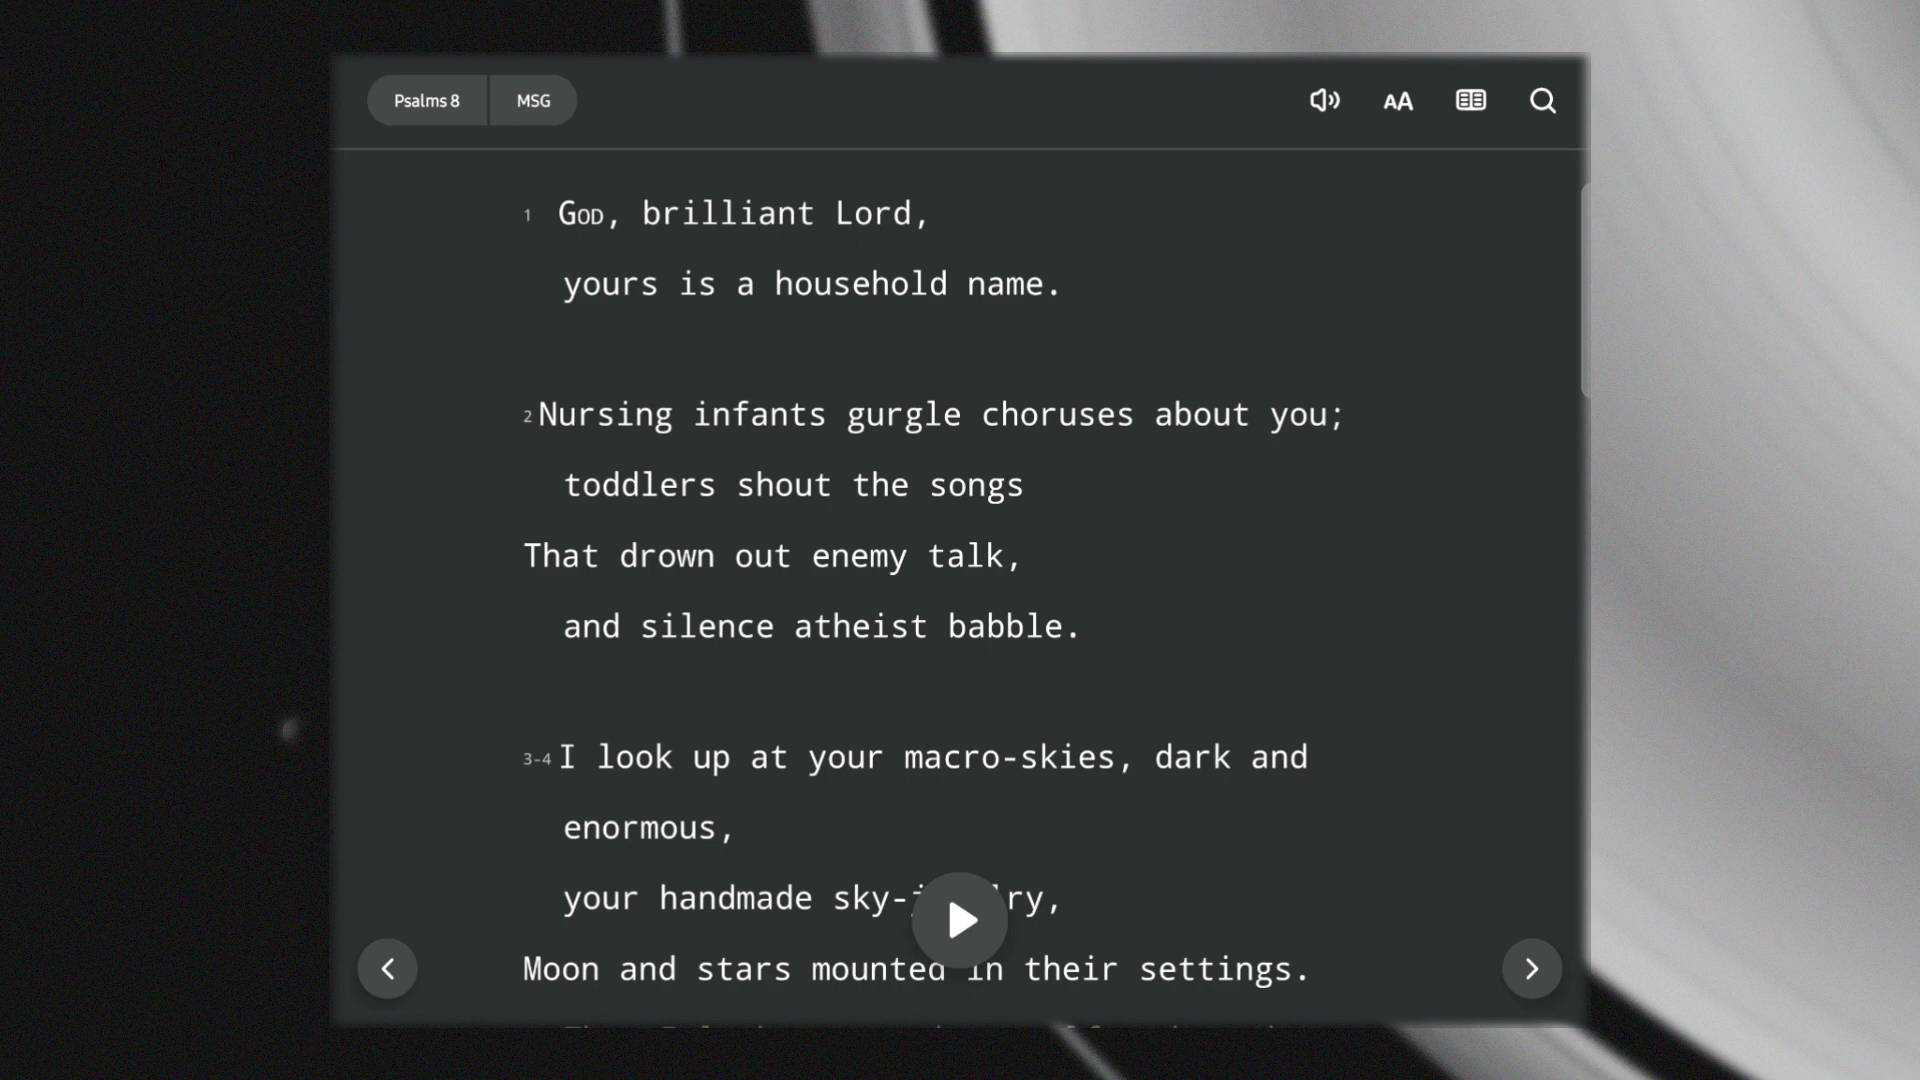 Psalms 8 MSG
AA
1 GOD, brilliant Lord,
yours is a household name.
2 Nursing infants gurgle choruses about you;
toddlers shout the songs
That drown out enemy talk,
and silence atheist babble.
3-4 I look up at your macro-skies, dark and
enormous,
your handmade
Moon and stars mounted in their settings.